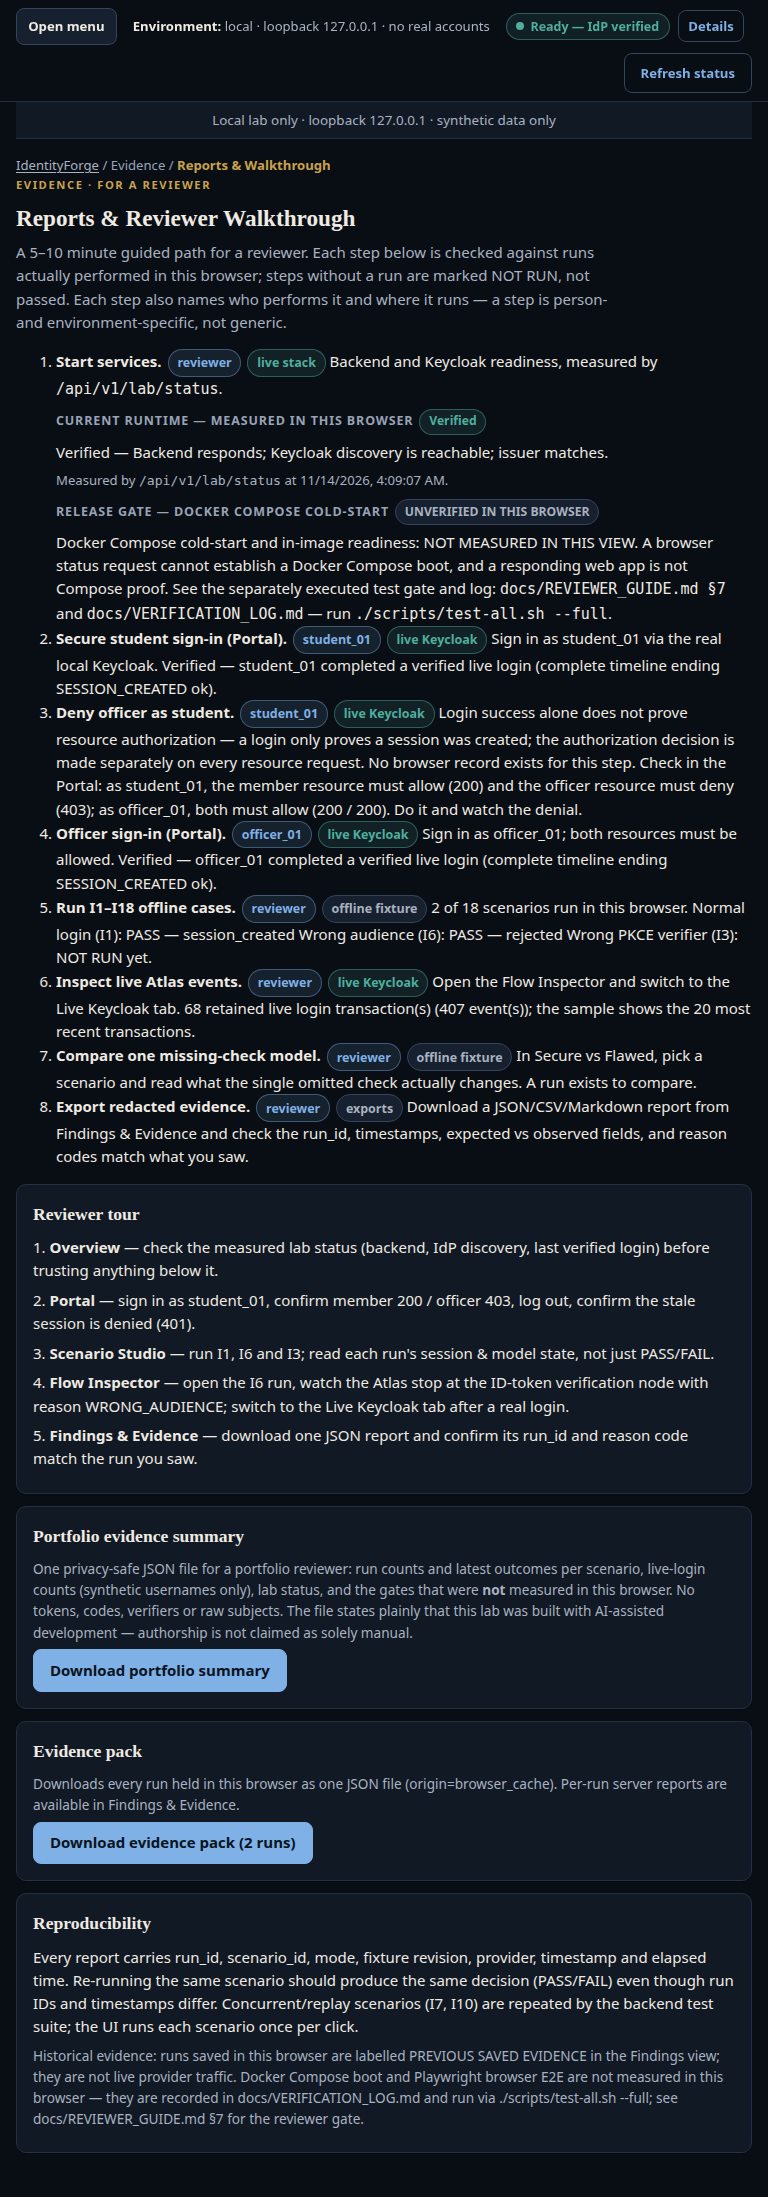 Open menu
Environment: local · loopback 127.0.0.1 · no real accounts
Ready — IdP verified
Details
Refresh status
Local lab only · loopback 127.0.0.1 · synthetic data only
IdentityForge / Evidence / Reports & Walkthrough
EVIDENCE · FOR A REVIEWER
Reports & Reviewer Walkthrough
A 5–10 minute guided path for a reviewer. Each step below is checked against runs
actually performed in this browser; steps without a run are marked NOT RUN, not
passed. Each step also names who performs it and where it runs — a step is person-
and environment-specific, not generic.
1. Start services. reviewer live stack Backend and Keycloak readiness, measured by
/api/v1/lab/status.
CURRENT RUNTIME — MEASURED IN THIS BROWSER Verified
Verified — Backend responds; Keycloak discovery is reachable; issuer matches.
Measured by /api/v1/lab/status at 11/14/2026, 4:09:07 AM.
RELEASE GATE — DOCKER COMPOSE COLD-START UNVERIFIED IN THIS BROWSER
Docker Compose cold-start and in-image readiness: NOT MEASURED IN THIS VIEW. A browser
status request cannot establish a Docker Compose boot, and a responding web app is not
Compose proof. See the separately executed test gate and log: docs/REVIEWER_GUIDE.md §7
and docs/VERIFICATION_LOG.md — run ./scripts/test-all.sh --full.
2. Secure student sign-in (Portal). student_01 live Keycloak Sign in as student_01 via the real
local Keycloak. Verified — student_01 completed a verified live login (complete timeline ending
SESSION_CREATED ok).
3. Deny officer as student. student_01 live Keycloak Login success alone does not prove
resource authorization — a login only proves a session was created; the authorization decision is
made separately on every resource request. No browser record exists for this step. Check in the
Portal: as student_01, the member resource must allow (200) and the officer resource must deny
(403); as officer_01, both must allow (200 / 200). Do it and watch the denial.
4. Officer sign-in (Portal). officer_01 live Keycloak Sign in as officer_01; both resources must be
allowed. Verified — officer_01 completed a verified live login (complete timeline ending
SESSION_CREATED ok).
5. Run I1–I18 offline cases. reviewer offline fixture 2 of 18 scenarios run in this browser. Normal
login (I1): PASS — session_created Wrong audience (I6): PASS — rejected Wrong PKCE verifier (I3):
NOT RUN yet.
6. Inspect live Atlas events. reviewer live Keycloak Open the Flow Inspector and switch to the
Live Keycloak tab. 68 retained live login transaction(s) (407 event(s)); the sample shows the 20 most
recent transactions.
7. Compare one missing-check model. reviewer offline fixture In Secure vs Flawed, pick a
scenario and read what the single omitted check actually changes. A run exists to compare.
8. Export redacted evidence. reviewer exports Download a JSON/CSV/Markdown report from
Findings & Evidence and check the run_id, timestamps, expected vs observed fields, and reason
codes match what you saw.
Reviewer tour
1. Overview — check the measured lab status (backend, IdP discovery, last verified login) before
trusting anything below it.
2. Portal — sign in as student_01, confirm member 200 / officer 403, log out, confirm the stale
session is denied (401).
3. Scenario Studio — run I1, I6 and I3; read each run's session & model state, not just PASS/FAIL.
4. Flow Inspector — open the I6 run, watch the Atlas stop at the ID-token verification node with
reason WRONG_AUDIENCE; switch to the Live Keycloak tab after a real login.
5. Findings & Evidence — download one JSON report and confirm its run_id and reason code
match the run you saw.
Portfolio evidence summary
One privacy-safe JSON file for a portfolio reviewer: run counts and latest outcomes per scenario, live-login
counts (synthetic usernames only), lab status, and the gates that were not measured in this browser. No
tokens, codes, verifiers or raw subjects. The file states plainly that this lab was built with AI-assisted
development — authorship is not claimed as solely manual.
Download portfolio summary
Evidence pack
Downloads every run held in this browser as one JSON file (origin=browser_cache). Per-run server reports are
available in Findings & Evidence.
Download evidence pack (2 runs)
Reproducibility
Every report carries run_id, scenario_id, mode, fixture revision, provider, timestamp and elapsed
time. Re-running the same scenario should produce the same decision (PASS/FAIL) even though run
IDs and timestamps differ. Concurrent/replay scenarios (I7, I10) are repeated by the backend test
suite; the UI runs each scenario once per click.
Historical evidence: runs saved in this browser are labelled PREVIOUS SAVED EVIDENCE in the Findings view;
they are not live provider traffic. Docker Compose boot and Playwright browser E2E are not measured in this
browser — they are recorded in docs/VERIFICATION_LOG.md and run via ./scripts/test-all.sh --full; see
docs/REVIEWER_GUIDE.md §7 for the reviewer gate.